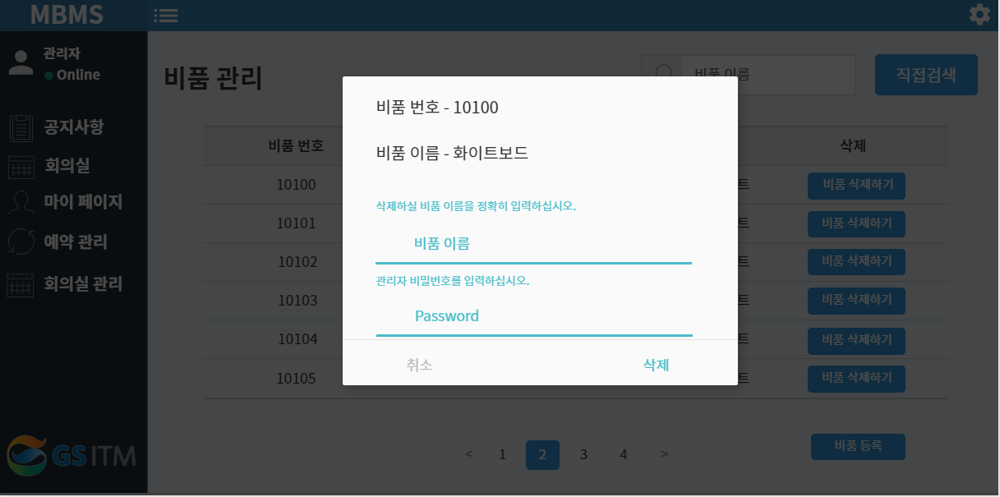 MBMS
관리자
Online
공지사항
회의실
마이 페이지
예약 관리
회의실 관리
GS ITM
비품 관리
비품 이름
직접검색
비품 번호 삭제
10100 트 비품 삭제하기
10101 트 비품 삭제하기
10102 트 비품 삭제하기
10103 트 비품 삭제하기
10104 트 비품 삭제하기
10105 트 비품 삭제하기
비품 번호 - 10100
비품 이름 - 화이트보드
삭제하실 비품 이름을 정확히 입력하십시오.
비품 이름
관리자 비밀번호를 입력하십시오.
Password
취소 삭제
< 1 2 3 4 >
비품 등록